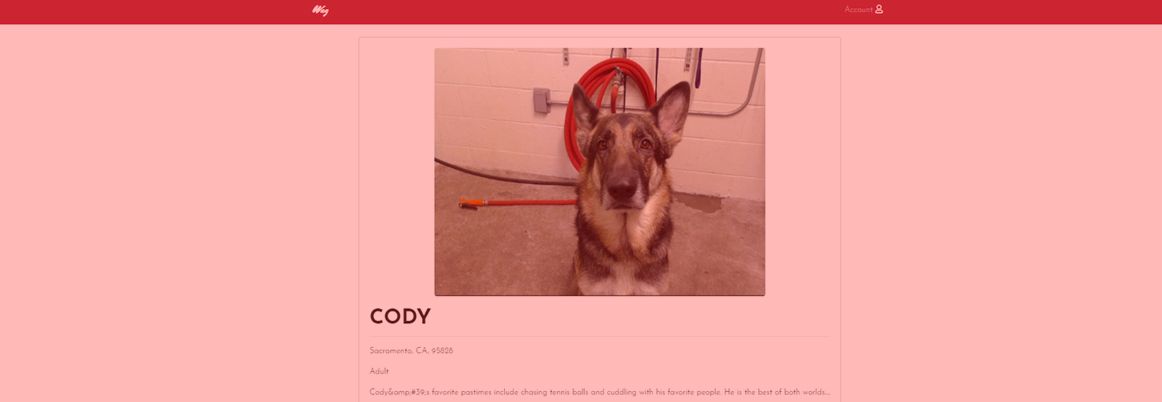 Wag
Account
CODY
Sacramento, CA, 95828
Adult
Cody&amp;#39;s favorite pastimes include chasing tennis balls and cuddling with his favorite people. He is the best of both worlds...